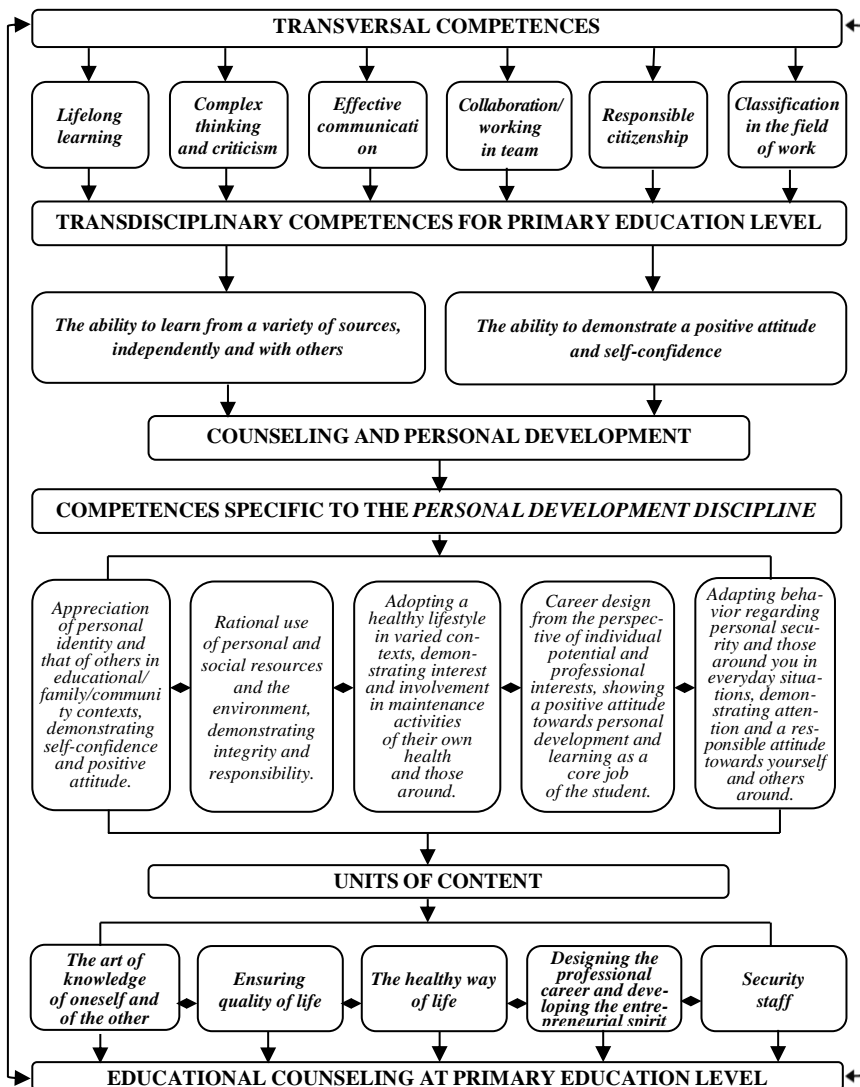 TRANSVERSAL COMPETENCES
Lifelong
learning
Complex
thinking
and criticism
Effective
communicati
on
Collaboration/
working
in team
Responsible
citizenship
Classification
in the field
of work
TRANSDISCIPLINARY COMPETENCES FOR PRIMARY EDUCATION LEVEL
The ability to learn from a variety of sources,
independently and with others
The ability to demonstrate a positive attitude
and self-confidence
COUNSELING AND PERSONAL DEVELOPMENT
COMPETENCES SPECIFIC TO THE PERSONAL DEVELOPMENT DISCIPLINE
Appreciation
of personal
identity and
that of others in
educational/
family/communi
ty contexts,
demonstrating
self-confidence
and positive
attitude.
Rational use
of personal and
social resources
and the
environment,
demonstrating
integrity and
responsibility.
Adopting a
healthy lifestyle
in varied con-
texts, demon-
strating interest
and involvement
in maintenance
activities
of their own
health
and those
around.
Career design
from the perspec-
tive of individual
potential and
professional
interests, showing
a positive attitude
towards personal
development and
learning as a
core job
of the student.
Adapting beha-
vior regarding
personal secu-
rity and those
around you in
everyday situa-
tions, demon-
strating atten-
tion and a res-
ponsible attitude
towards yourself
and others
around.
UNITS OF CONTENT
The art of
knowledge
of oneself and
of the other
Ensuring
quality of life
The healthy way
of life
Designing the
professional
career and deve-
loping the entre-
preneurial spirit
Security
staff
EDUCATIONAL COUNSELING AT PRIMARY EDUCATION LEVEL